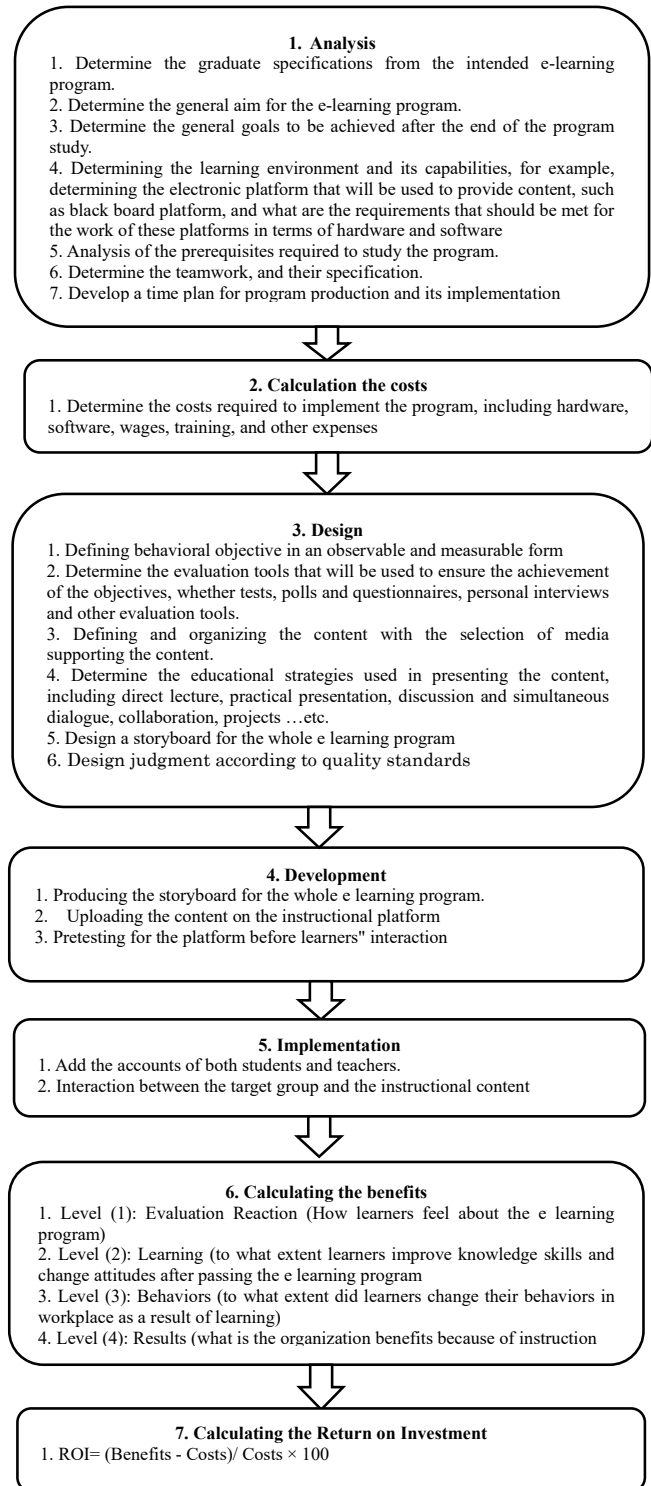 1. Analysis
1. Determine the graduate specifications from the intended e-learning
program.
2. Determine the general aim for the e-learning program.
3. Determine the general goals to be achieved after the end of the program
study.
4. Determining the learning environment and its capabilities, for example,
determining the electronic platform that will be used to provide content, such
as black board platform, and what are the requirements that should be met for
the work of these platforms in terms of hardware and software
5. Analysis of the prerequisites required to study the program.
6. Determine the teamwork, and their specification.
7. Develop a time plan for program production and its implementation
2. Calculation the costs
1. Determine the costs required to implement the program, including hardware,
software, wages, training, and other expenses
3. Design
1. Defining behavioral objective in an observable and measurable form
2. Determine the evaluation tools that will be used to ensure the achievement
of the objectives, whether tests, polls and questionnaires, personal interviews
and other evaluation tools.
3. Defining and organizing the content with the selection of media
supporting the content.
4. Determine the educational strategies used in presenting the content,
including direct lecture, practical presentation, discussion and simultaneous
dialogue, collaboration, projects …etc.
5. Design a storyboard for the whole e learning program
6. Design judgment according to quality standards
4. Development
1. Producing the storyboard for the whole e learning program.
2. Uploading the content on the instructional platform
3. Pretesting for the platform before learners" interaction
5. Implementation
1. Add the accounts of both students and teachers.
2. Interaction between the target group and the instructional content
6. Calculating the benefits
1. Level (1): Evaluation Reaction (How learners feel about the e learning
program)
2. Level (2): Learning (to what extent learners improve knowledge skills and
change attitudes after passing the e learning program
3. Level (3): Behaviors (to what extent did learners change their behaviors in
workplace as a result of learning)
4. Level (4): Results (what is the organization benefits because of instruction
7. Calculating the Return on Investment
1. ROI= (Benefits - Costs)/ Costs × 100